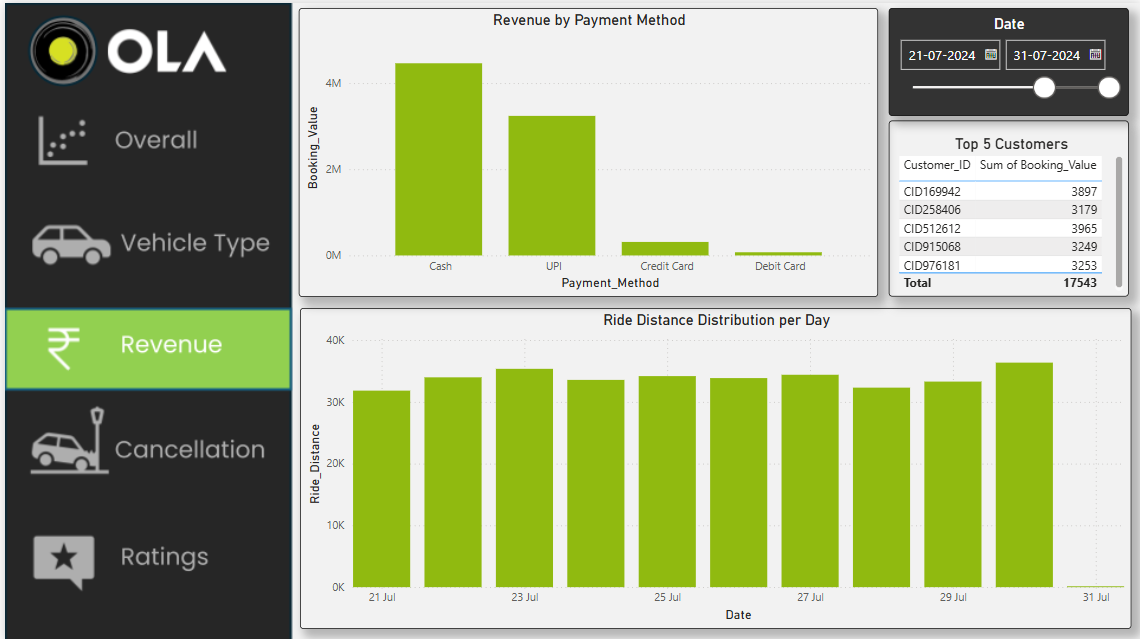 OLA
Overall
Vehicle Type
₹ Revenue
Cancellation
Ratings
Revenue by Payment Method
Booking_Value
4M
2M
0M
Cash UPI Credit Card Debit Card
Payment_Method
Date
21-07-2024 31-07-2024
Top 5 Customers
Customer_ID Sum of Booking_Value
CID169942 3897
CID258406 3179
CID512612 3965
CID915068 3249
CID976181 3253
Total 17543
Ride Distance Distribution per Day
Ride_Distance
40K
30K
20K
10K
0K
21 Jul 23 Jul 25 Jul 27 Jul 29 Jul 31 Jul
Date